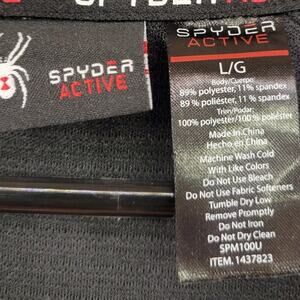 SPYDER
ACTIVE
SPYDER
ACTIVE
L/G
Body/Cuerpo:
89% polyester, 11% spandex
89% poliéster, 11% spandex
Trim/Podar:
100% polyester/100% poliéster
Made in China
Hecho en China
Machine Wash Cold
With Like Colors
Do Not Bleach
Do Not Use Fabric Softeners
Tumble Dry Low
Remove Promptly
Do Not Iron
Do Not Dry Clean
SPM100U
ITEM. 1437823